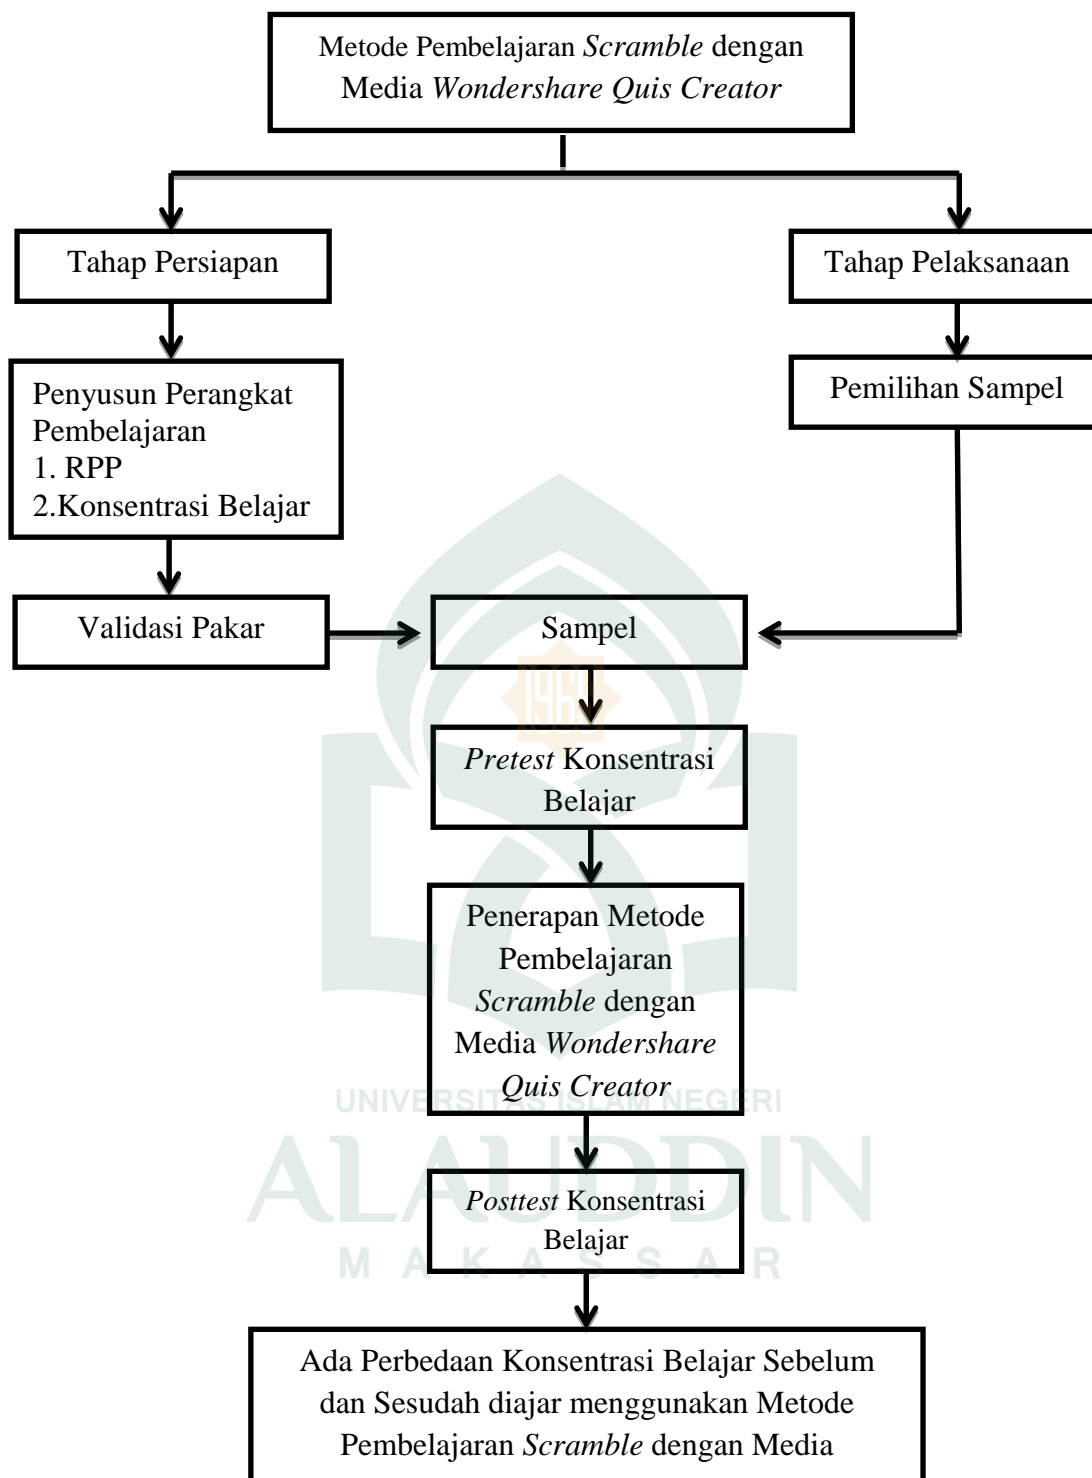 Metode Pembelajaran Scramble dengan
Media Wondershare Quis Creator
Tahap Persiapan
Tahap Pelaksanaan
Penyusun Perangkat
Pembelajaran
1. RPP
2.Konsentrasi Belajar
Pemilihan Sampel
Validasi Pakar
Sampel
1965
Pretest Konsentrasi
Belajar
Penerapan Metode
Pembelajaran
Scramble dengan
Media Wondershare
Quis Creator
UNIVERSITAS ISLAM NEGERI
ALAUDDIN
MAKASSAR
Posttest Konsentrasi
Belajar
Ada Perbedaan Konsentrasi Belajar Sebelum
dan Sesudah diajar menggunakan Metode
Pembelajaran Scramble dengan Media